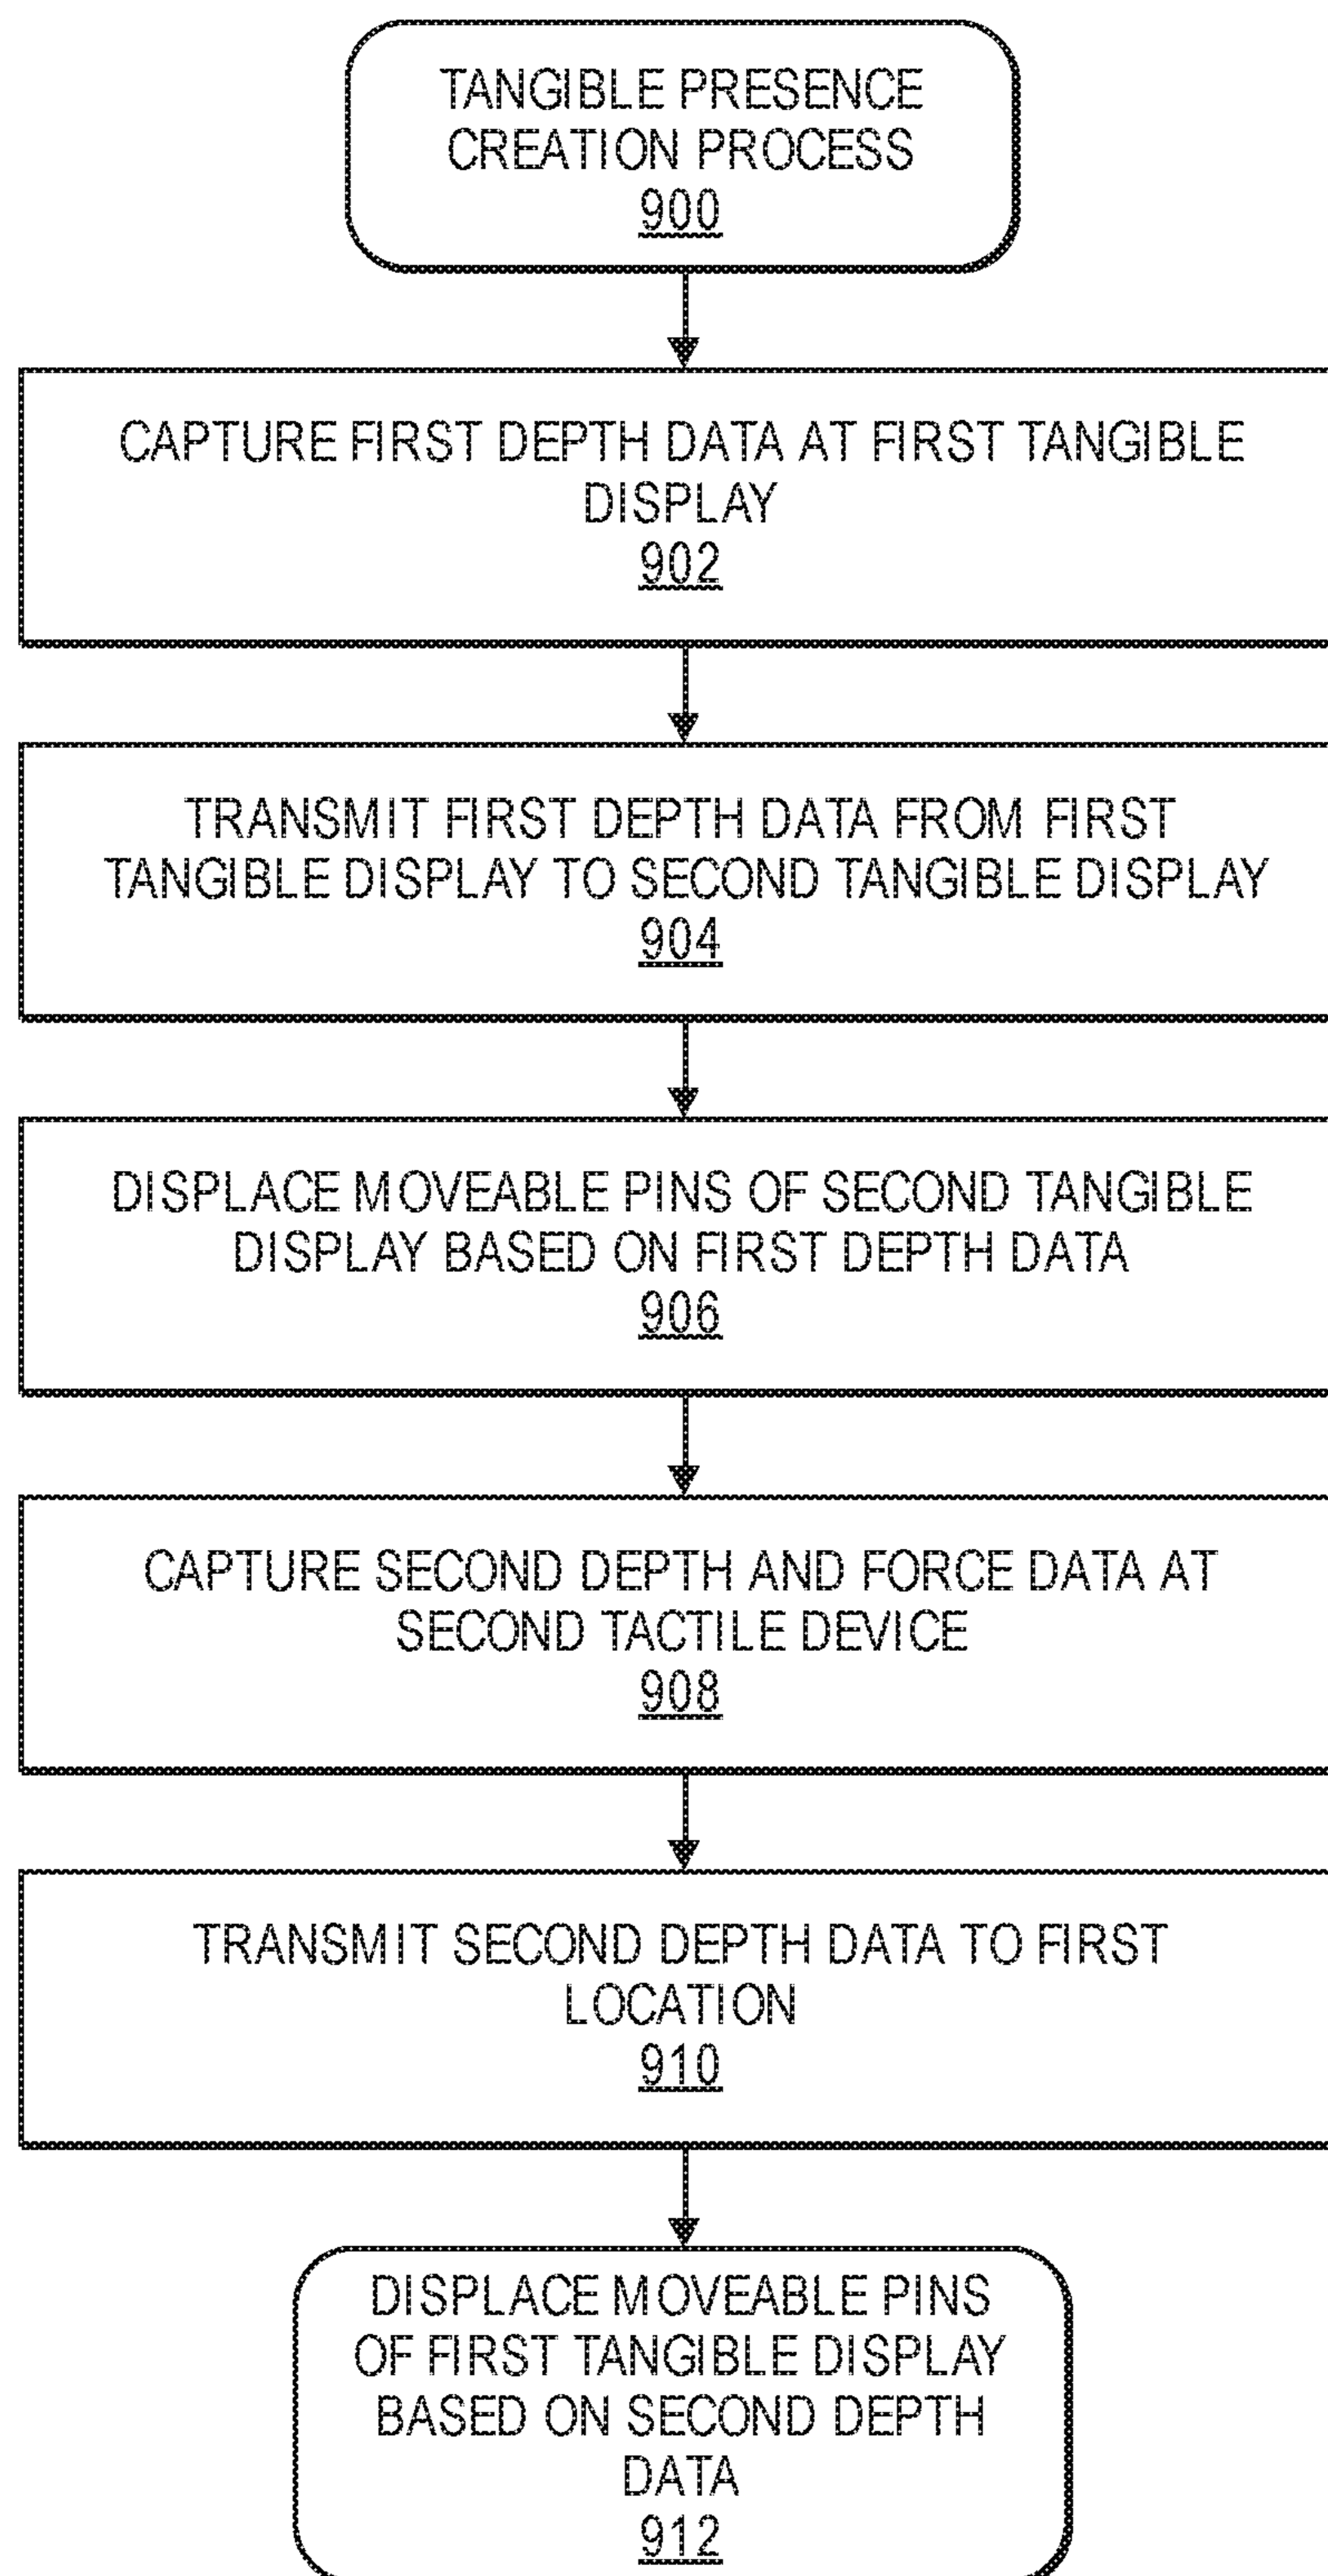 TANGIBLE PRESENCE
CREATION PROCESS
900
CAPTURE FIRST DEPTH DATA AT FIRST TANGIBLE
DISPLAY
902
TRANSMIT FIRST DEPTH DATA FROM FIRST
TANGIBLE DISPLAY TO SECOND TANGIBLE DISPLAY
904
DISPLACE MOVEABLE PINS OF SECOND TANGIBLE
DISPLAY BASED ON FIRST DEPTH DATA
906
CAPTURE SECOND DEPTH AND FORCE DATA AT
SECOND TACTILE DEVICE
908
TRANSMIT SECOND DEPTH DATA TO FIRST
LOCATION
910
DISPLACE MOVEABLE PINS
OF FIRST TANGIBLE DISPLAY
BASED ON SECOND DEPTH
DATA
912